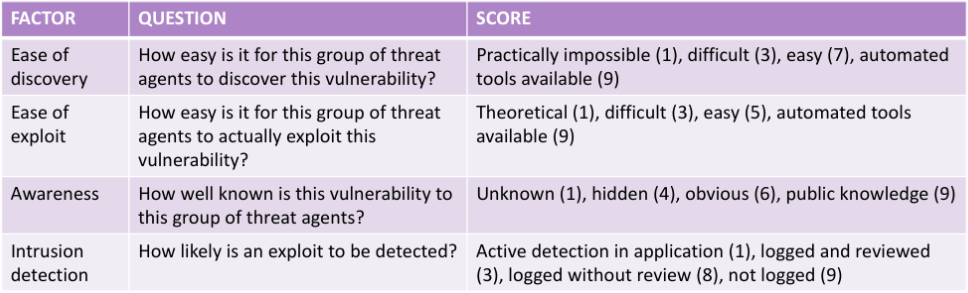 FACTOR QUESTION SCORE
Ease of discovery
How easy is it for this group of threat
agents to discover this vulnerability?
Practically impossible (1), difficult (3), easy (7), automated
tools available (9)
Ease of
exploit
How easy is it for this group of threat
agents to actually exploit this
vulnerability?
Theoretical (1), difficult (3), easy (5), automated tools
available (9)
Awareness
How well known is this vulnerability to
this group of threat agents?
Unknown (1), hidden (4), obvious (6), public knowledge (9)
Intrusion
detection
How likely is an exploit to be detected?
Active detection in application (1), logged and reviewed
(3), logged without review (8), not logged (9)